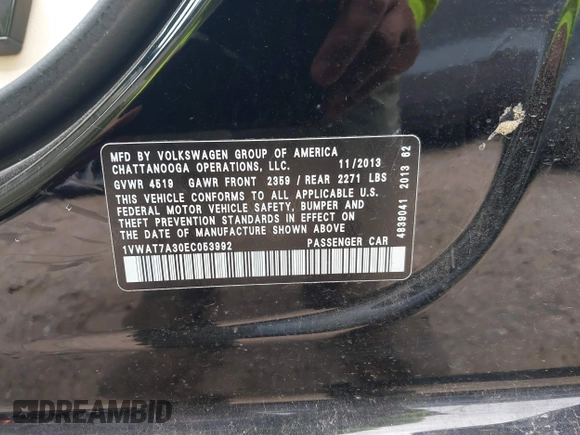 MFD BY VOLKSWAGEN GROUP OF AMERICA
CHATTANOOGA OPERATIONS, LLC. 11/2013
GVWR 4519 GAWR FRONT 2359 / REAR 2271 LBS
THIS VEHICLE CONFORMS TO ALL APPLICABLE U.S.
FEDERAL MOTOR VEHICLE SAFETY, BUMPER AND
THEFT PREVENTION STANDARDS IN EFFECT ON
THE DATE OF MANUFACTURE SHOWN ABOVE
1VWAT7A30EC053992 PASSENGER CAR
4839041 2013 62
DREAMBID